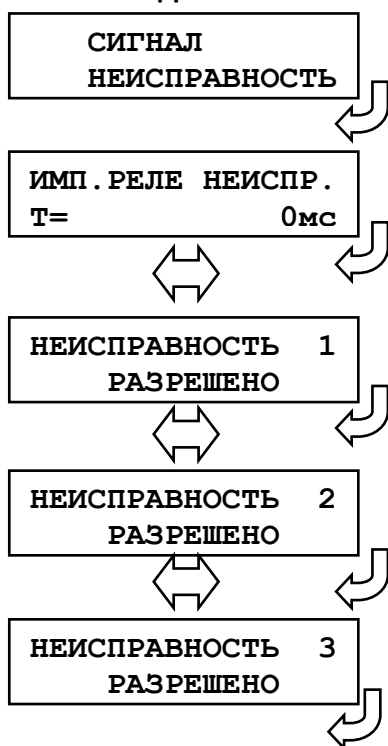 СИГНАЛ
НЕИСПРАВНОСТЬ
ИМП.РЕЛЕ НЕИСПР.
Т= 0мс
НЕИСПРАВНОСТЬ 1
РАЗРЕШЕНО
НЕИСПРАВНОСТЬ 2
РАЗРЕШЕНО
НЕИСПРАВНОСТЬ 3
РАЗРЕШЕНО